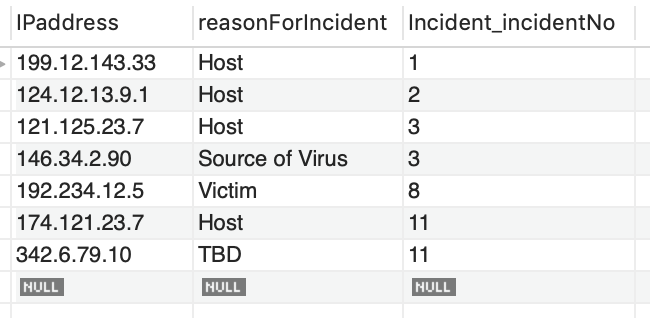 IPaddress reasonForIncident Incident_incidentNo
199.12.143.33 Host 1
124.12.13.9.1 Host 2
121.125.23.7 Host 3
146.34.2.90 Source of Virus 3
192.234.12.5 Victim 8
174.121.23.7 Host 11
342.6.79.10 TBD 11
NULL NULL NULL